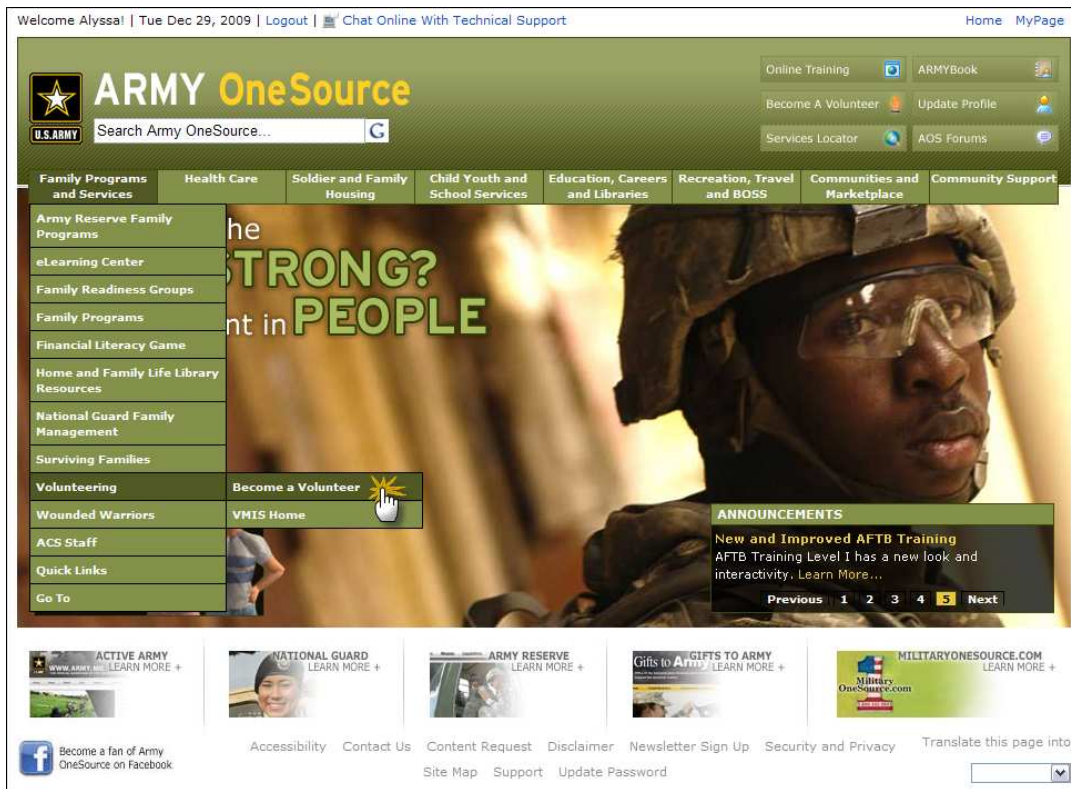 Welcome Alyssa! | Tue Dec 29, 2009 | Logout | Chat Online With Technical Support
Home MyPage
U.S.ARMY
ARMY OneSource
Search Army OneSource...
G
Online Training
ARMYBook
Become A Volunteer
Update Profile
Services Locator
AOS Forums
Family Programs
and Services
Health Care
Soldier and Family
Housing
Child Youth and
School Services
Education, Careers
and Libraries
Recreation, Travel
and BOSS
Communities and
Marketplace
Community Support
he
STRONG?
nt in PEOPLE
Army Reserve Family
Programs
eLearning Center
Family Readiness Groups
Family Programs
Financial Literacy Game
Home and Family Life Library
Resources
National Guard Family
Management
Surviving Families
Volunteering
Become a Volunteer
Wounded Warriors
VMIS Home
ACS Staff
Quick Links
Go To
ANNOUNCEMENTS
New and Improved AFTB Training
AFTB Training Level I has a new look and
interactivity. Learn More...
Previous 1 2 3 4 5 Next
ACTIVE ARMY
LEARN MORE +
NATIONAL GUARD
LEARN MORE +
ARMY RESERVE
LEARN MORE +
Gifts to Army
GIFTS TO ARMY
LEARN MORE +
Military
OneSource.com
MILITARYONESOURCE.COM
LEARN MORE +
Become a fan of Army
OneSource on Facebook
Accessibility Contact Us Content Request Disclaimer Newsletter Sign Up Security and Privacy
Site Map Support Update Password
Translate this page into